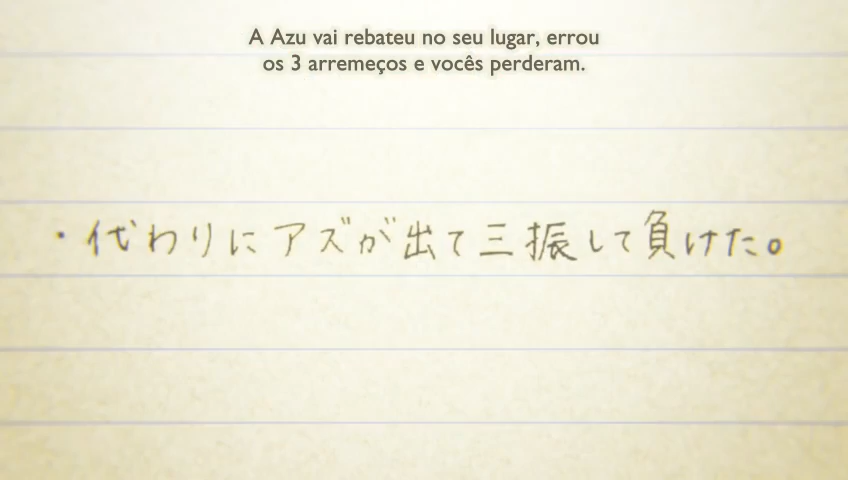 A Azu vai rebateu no seu lugar, errou
os 3 arremeços e vocês perderam.
・代わりにアズが出て三振して負けた。